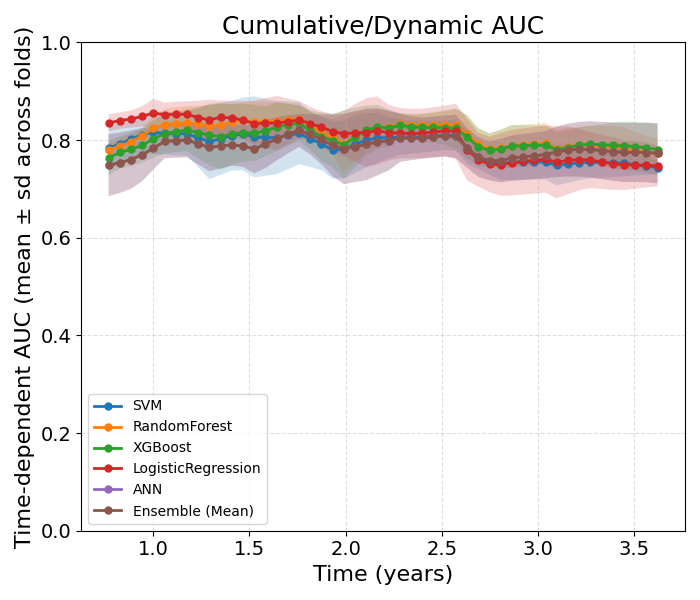 Cumulative/Dynamic AUC
Time-dependent AUC (mean ± sd across folds)
1.0
0.8
0.6
0.4
0.2
0.0
SVM
RandomForest
XGBoost
LogisticRegression
ANN
Ensemble (Mean)
1.0 1.5 2.0 2.5 3.0 3.5
Time (years)